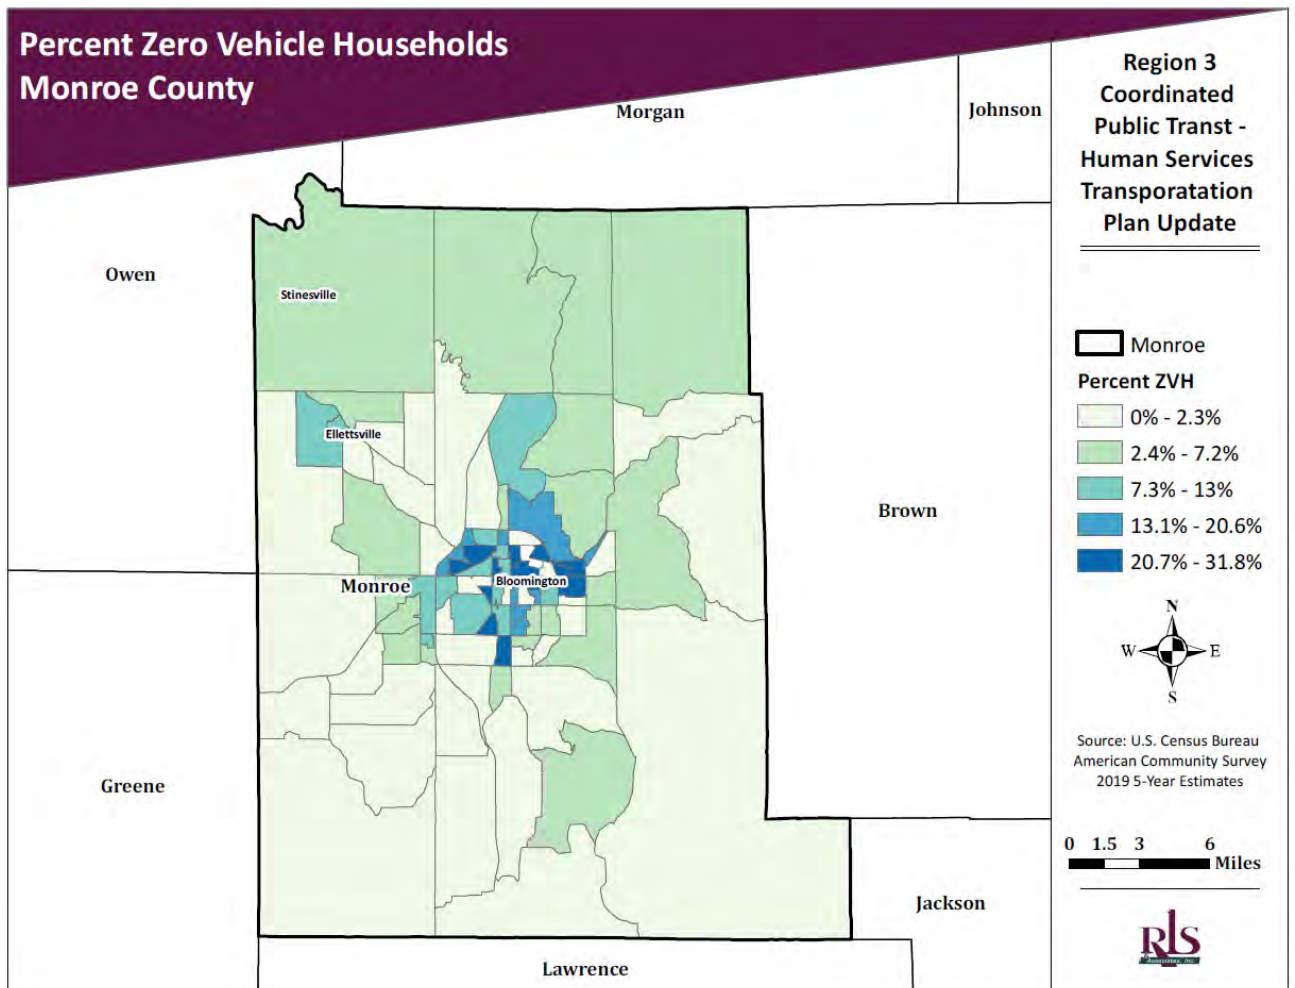 Percent Zero Vehicle Households
Monroe County
Morgan
Johnson
Owen
Stinesville
Ellettsville
Brown
Monroe
Bloomington
Greene
Jackson
Lawrence
Region 3
Coordinated
Public Transt -
Human Services
Transporatation
Plan Update
Monroe
Percent ZVH
0% - 2.3%
2.4% - 7.2%
7.3% - 13%
13.1% - 20.6%
20.7% - 31.8%
N
W
E
S
Source: U.S. Census Bureau
American Community Survey
2019 5-Year Estimates
0 1.5 3 6
Miles
RLS
& Associates, Inc.